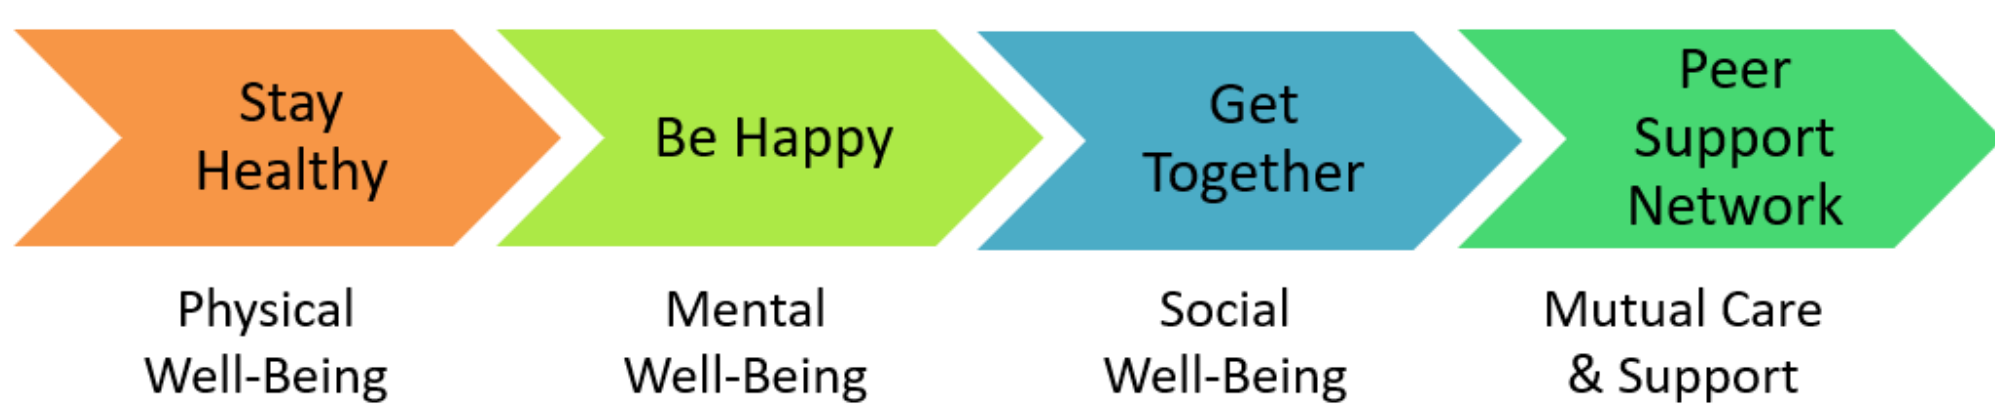 Stay
Healthy
Be Happy
Get
Together
Peer
Support
Network
Physical
Well-Being
Mental
Well-Being
Social
Well-Being
Mutual Care
& Support